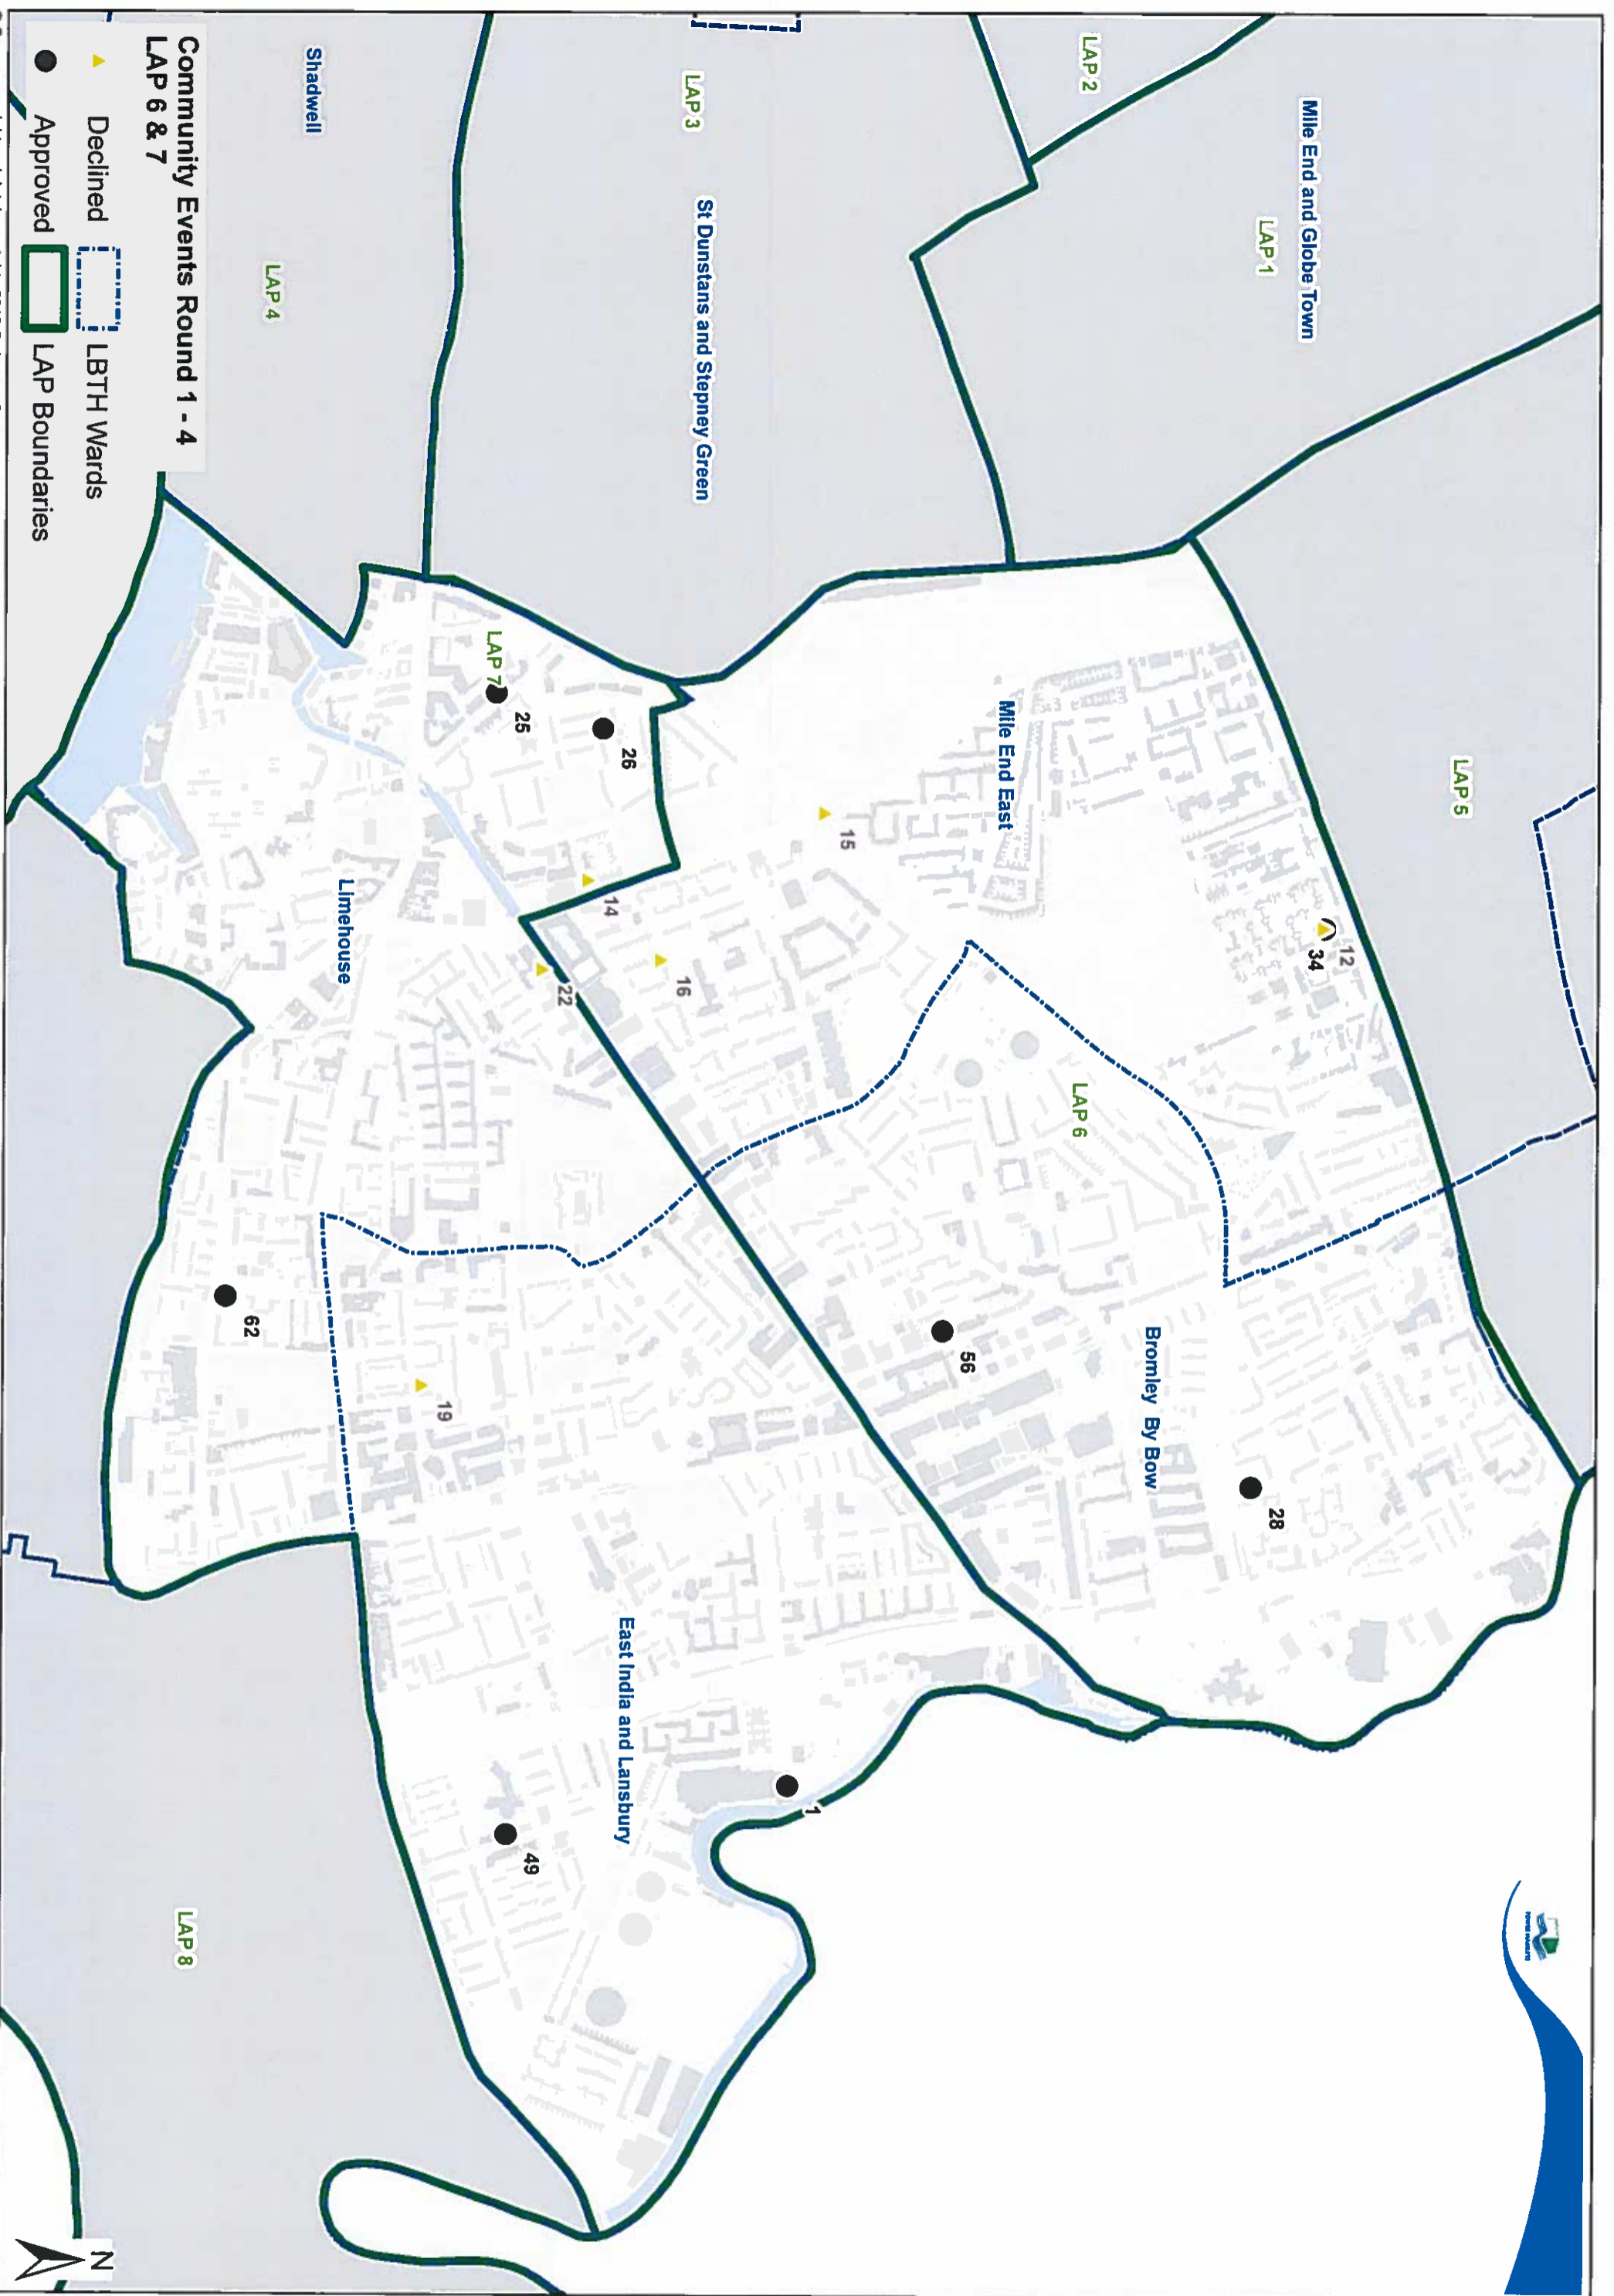 Mile End and Globe Town
LAP 1
LAP 2
LAP 5
LAP 3
St Dunstans and Stepney Green
Mile End East
12
34
15
LAP 6
Bromley By Bow
28
56
16
14
22
26
25
LAP 7
Shadwell
LAP 4
Limehouse
19
62
East India and Lansbury
1
49
LAP 8
Community Events Round 1 - 4
LAP 6 & 7
Declined
LBTH Wards
Approved
LAP Boundaries
N